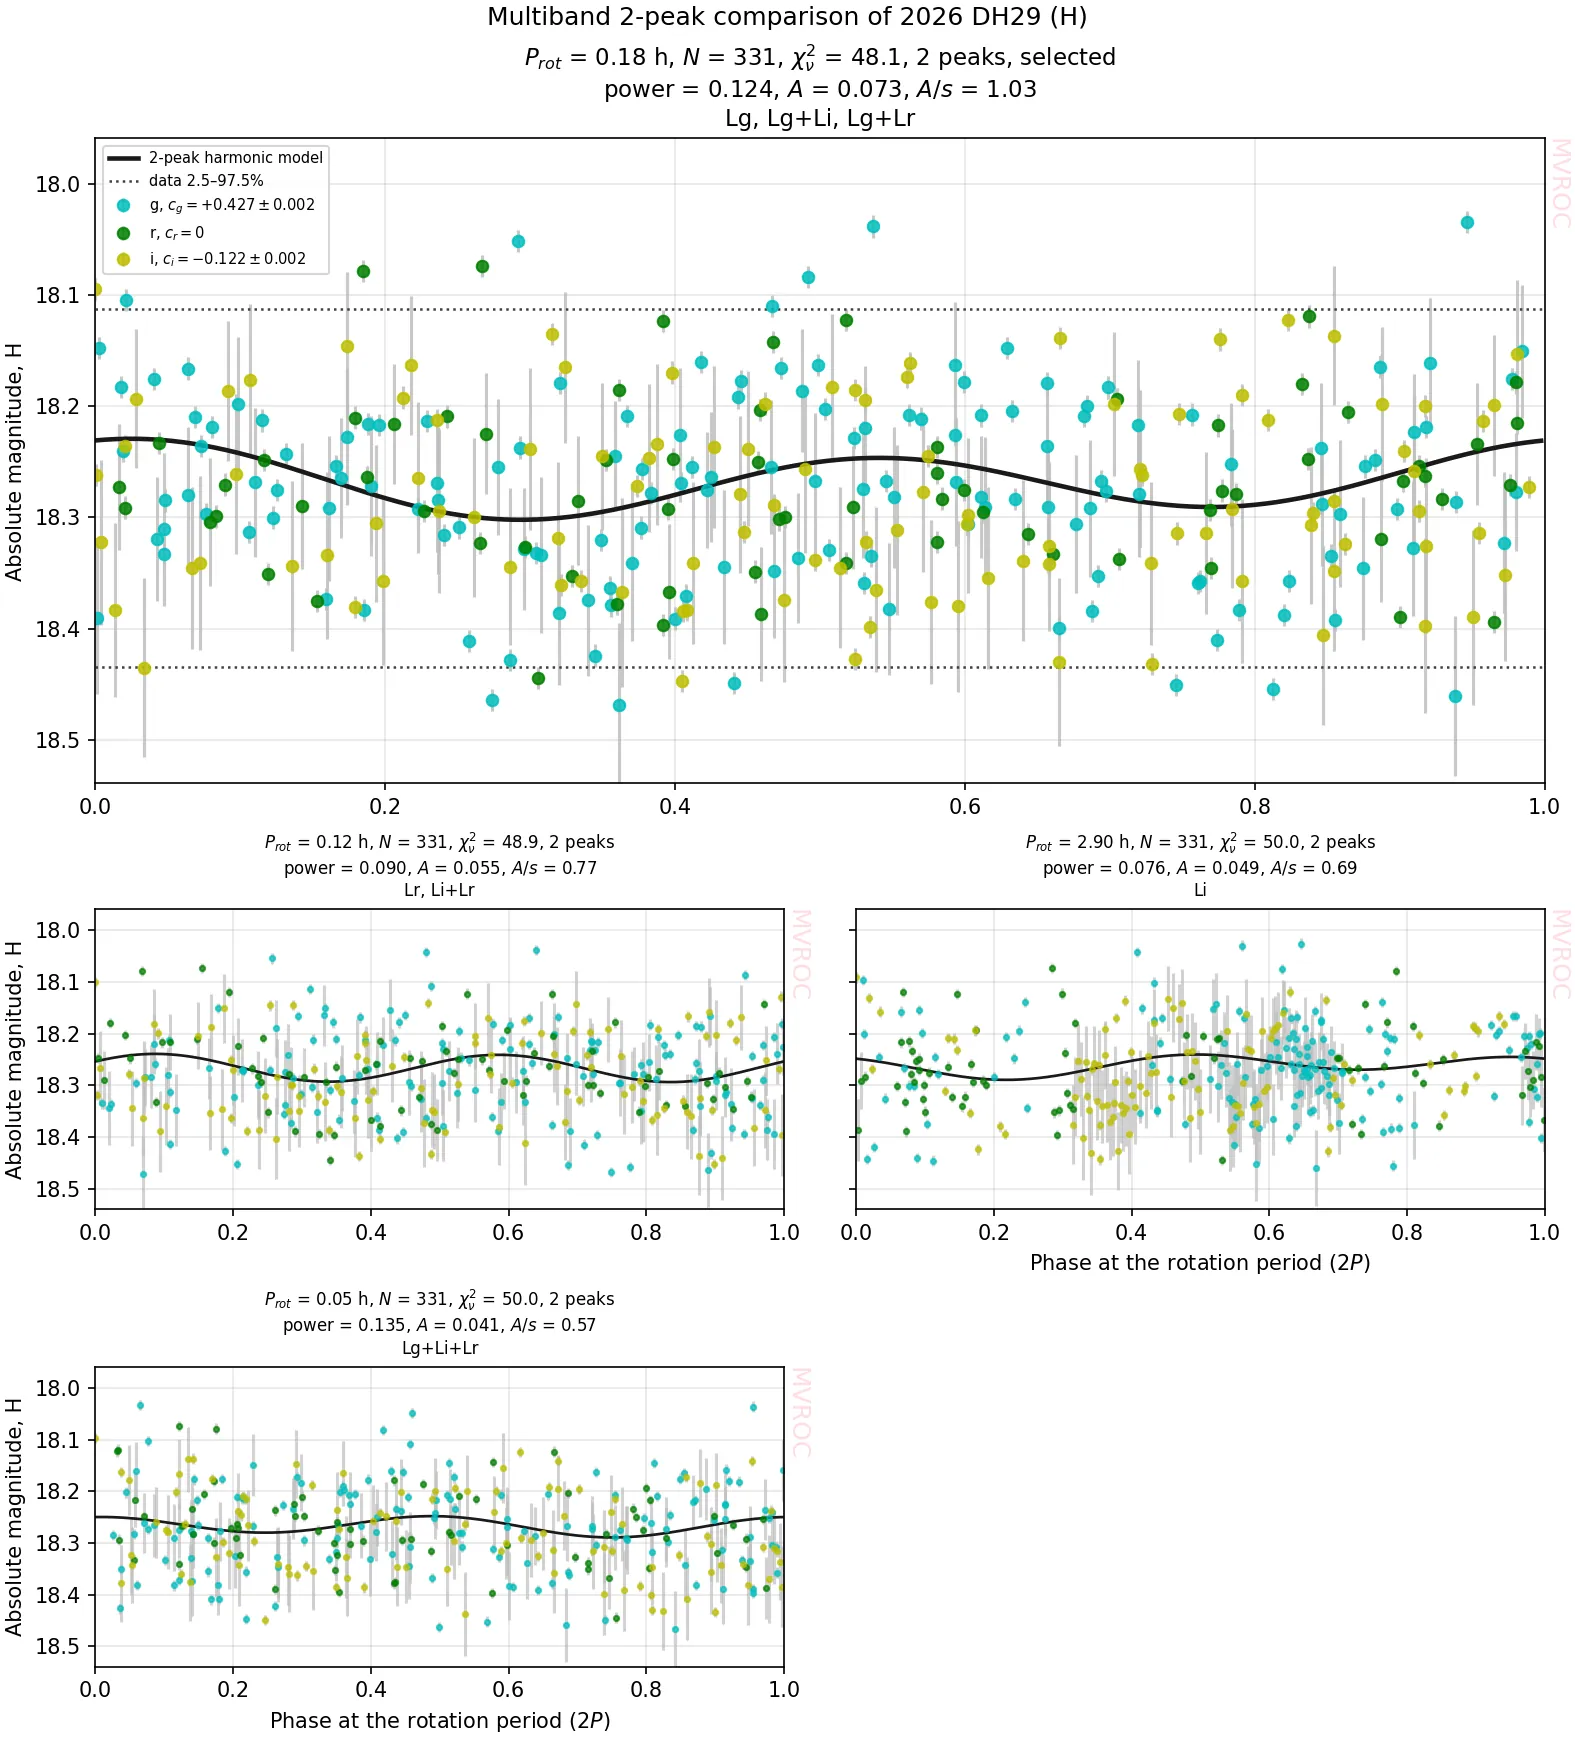 Multiband 2-peak comparison of 2026 DH29 (H)
P_rot = 0.18 h, N = 331, χ²_ν = 48.1, 2 peaks, selected
power = 0.124, A = 0.073, A/s = 1.03
Lg, Lg+Li, Lg+Lr
2-peak harmonic model
data 2.5–97.5%
g, c_g = +0.427 ± 0.002
r, c_r = 0
i, c_i = −0.122 ± 0.002
MVROC
Absolute magnitude, H
18.0
18.1
18.2
18.3
18.4
18.5
0.0 0.2 0.4 0.6 0.8 1.0
P_rot = 0.12 h, N = 331, χ²_ν = 48.9, 2 peaks
power = 0.090, A = 0.055, A/s = 0.77
Lr, Li+Lr
MVROC
Absolute magnitude, H
18.0
18.1
18.2
18.3
18.4
18.5
0.0 0.2 0.4 0.6 0.8 1.0
P_rot = 2.90 h, N = 331, χ²_ν = 50.0, 2 peaks
power = 0.076, A = 0.049, A/s = 0.69
Li
MVROC
0.0 0.2 0.4 0.6 0.8 1.0
Phase at the rotation period (2P)
P_rot = 0.05 h, N = 331, χ²_ν = 50.0, 2 peaks
power = 0.135, A = 0.041, A/s = 0.57
Lg+Li+Lr
MVROC
Absolute magnitude, H
18.0
18.1
18.2
18.3
18.4
18.5
0.0 0.2 0.4 0.6 0.8 1.0
Phase at the rotation period (2P)